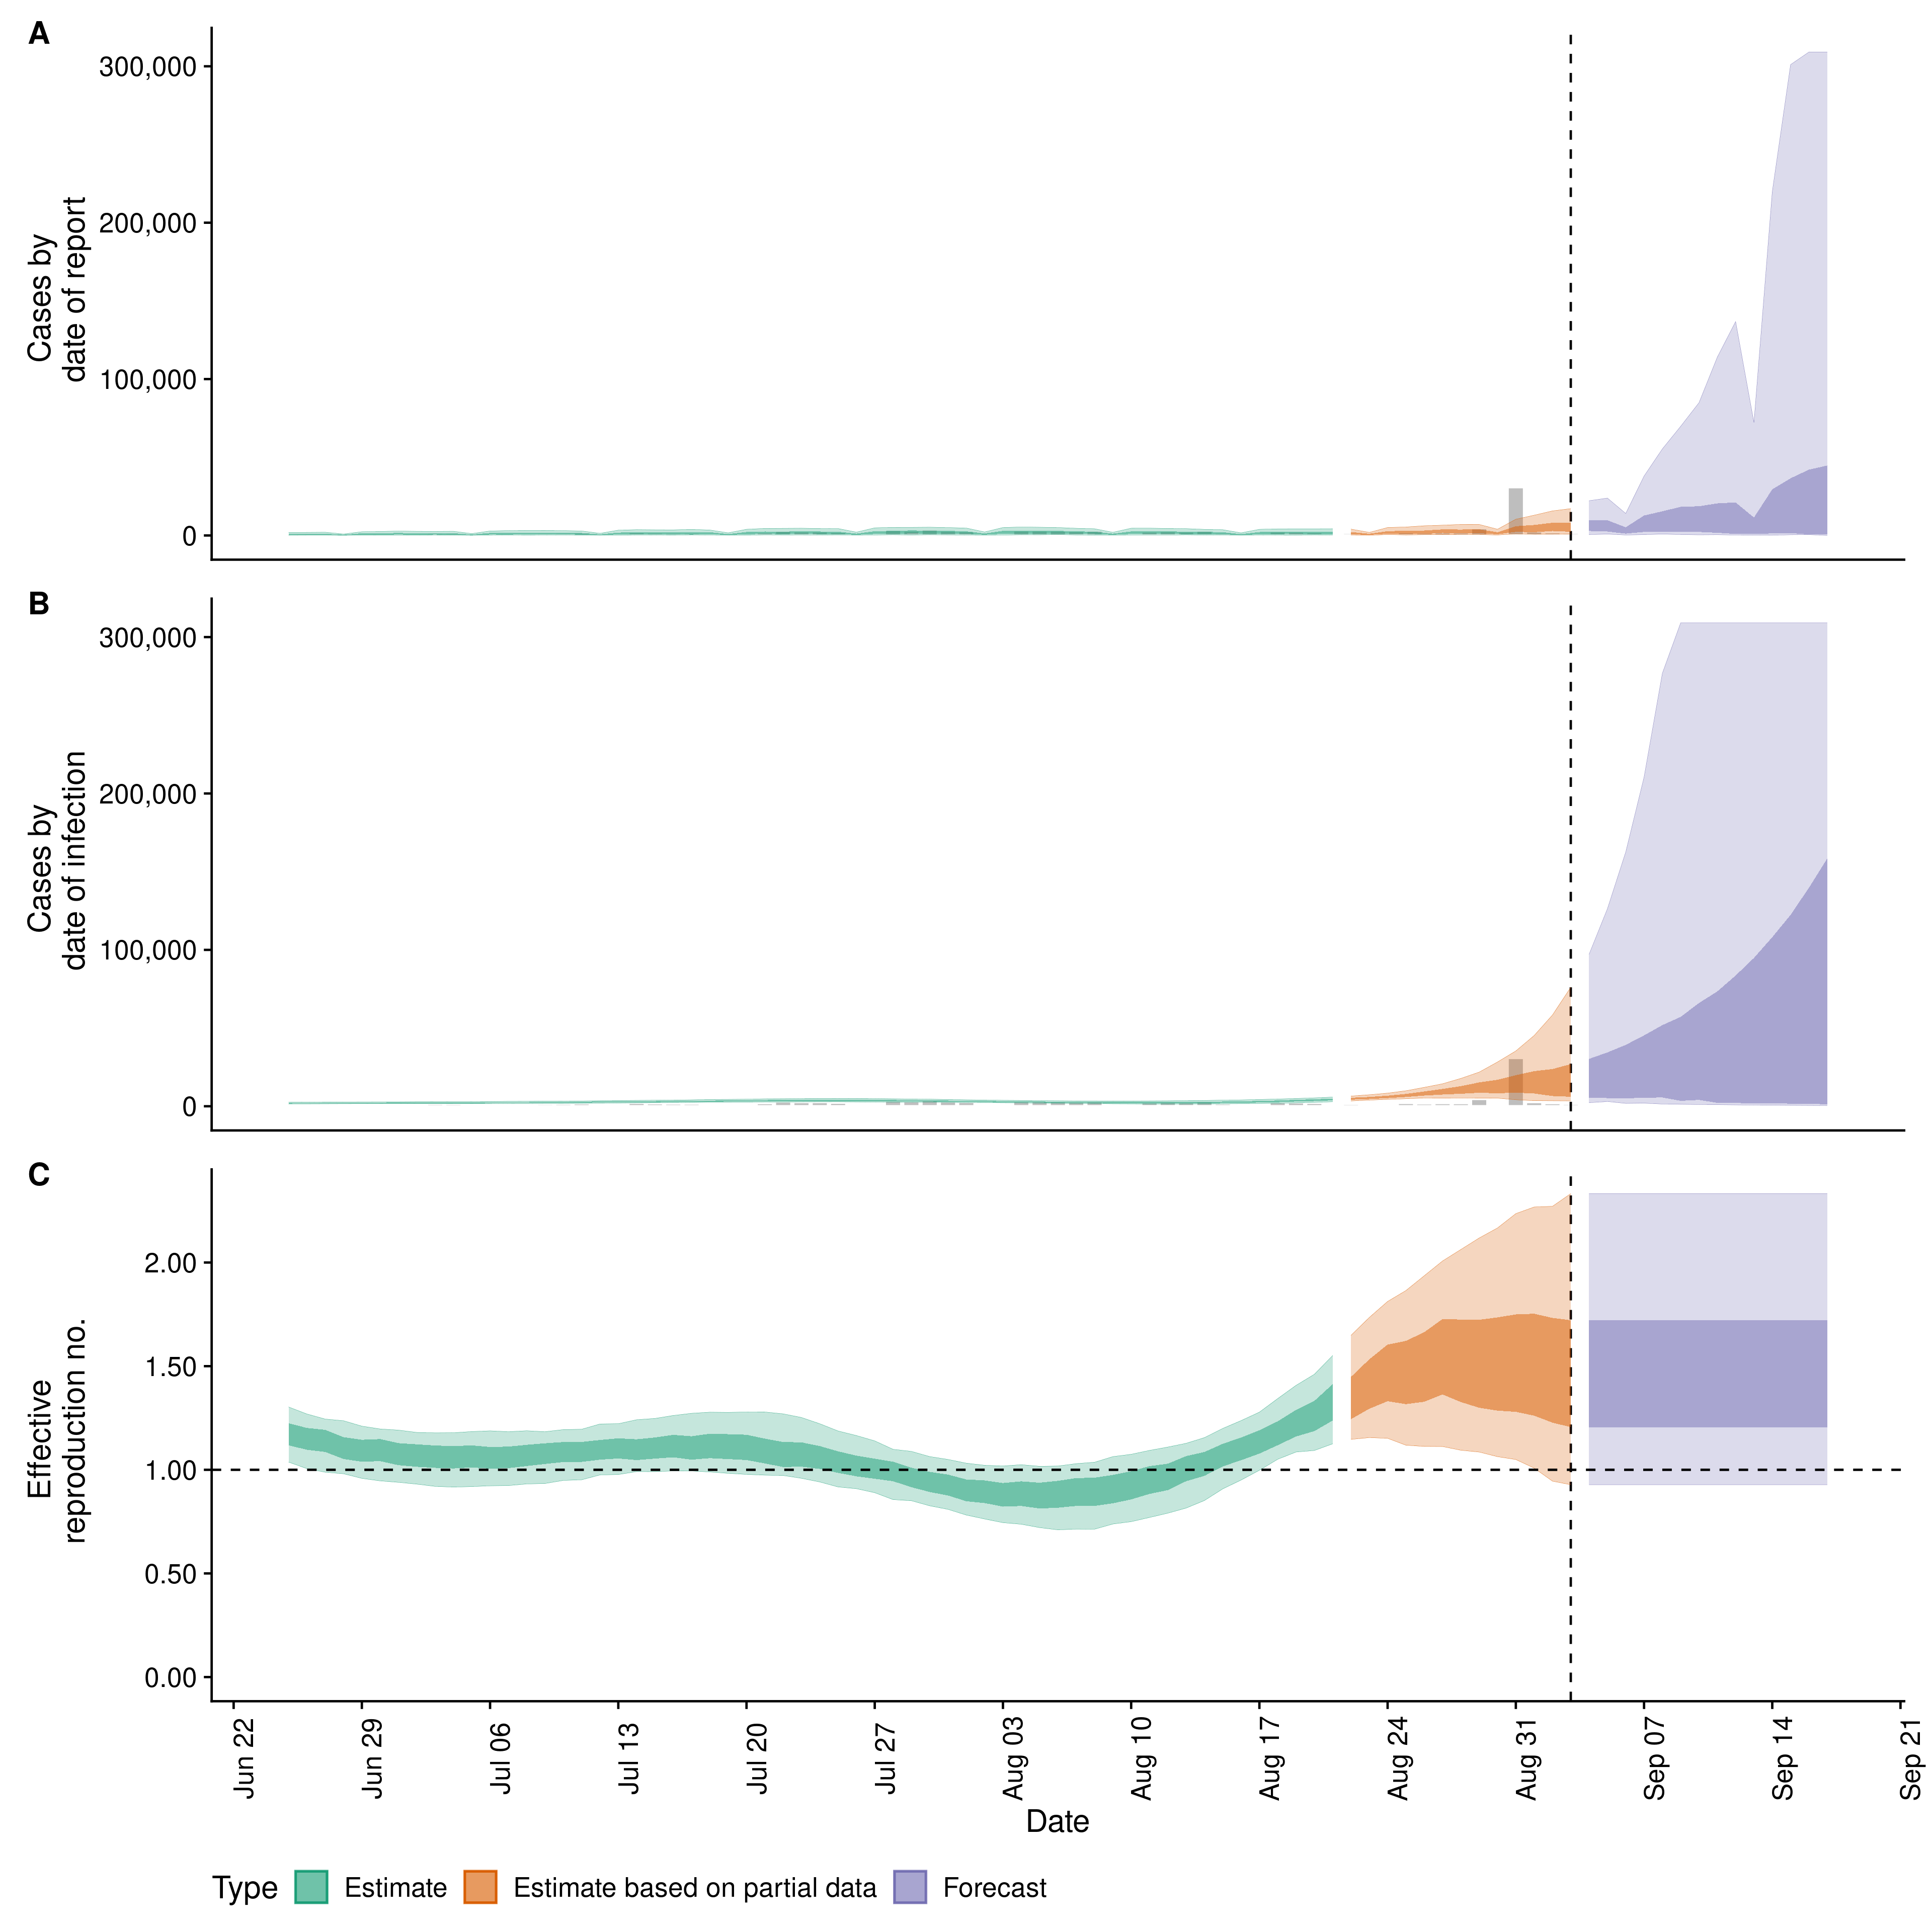 A
Cases by
date of report
300,000
200,000
100,000
0
B
Cases by
date of infection
300,000
200,000
100,000
0
C
Effective
reproduction no.
2.00
1.50
1.00
0.50
0.00
Jun 22
Jun 29
Jul 06
Jul 13
Jul 20
Jul 27
Aug 03
Aug 10
Aug 17
Aug 24
Aug 31
Sep 07
Sep 14
Sep 21
Date
Type Estimate Estimate based on partial data Forecast